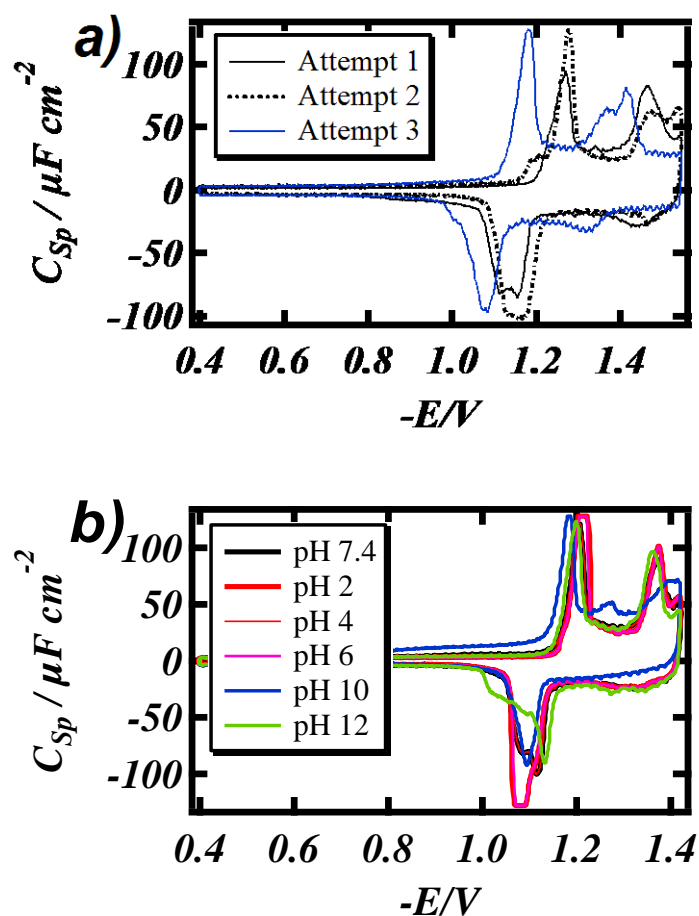 a)
Attempt 1
Attempt 2
Attempt 3
100
50
0
-50
-100
C_Sp / μF cm^-2
0.4 0.6 0.8 1.0 1.2 1.4
-E/V
b)
pH 7.4
pH 2
pH 4
pH 6
pH 10
pH 12
100
50
0
-50
-100
C_Sp / μF cm^-2
0.4 0.6 0.8 1.0 1.2 1.4
-E/V